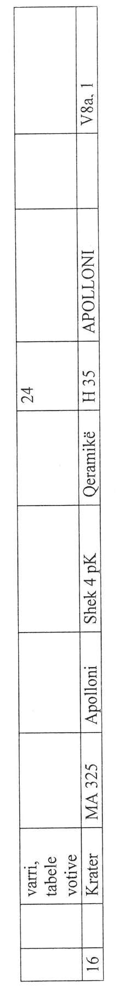 varri,
tabele
votive
24
16 Krater MA 325 Apolloni Shek 4 pK Qeramikë H 35 APOLLONI V8a, 1